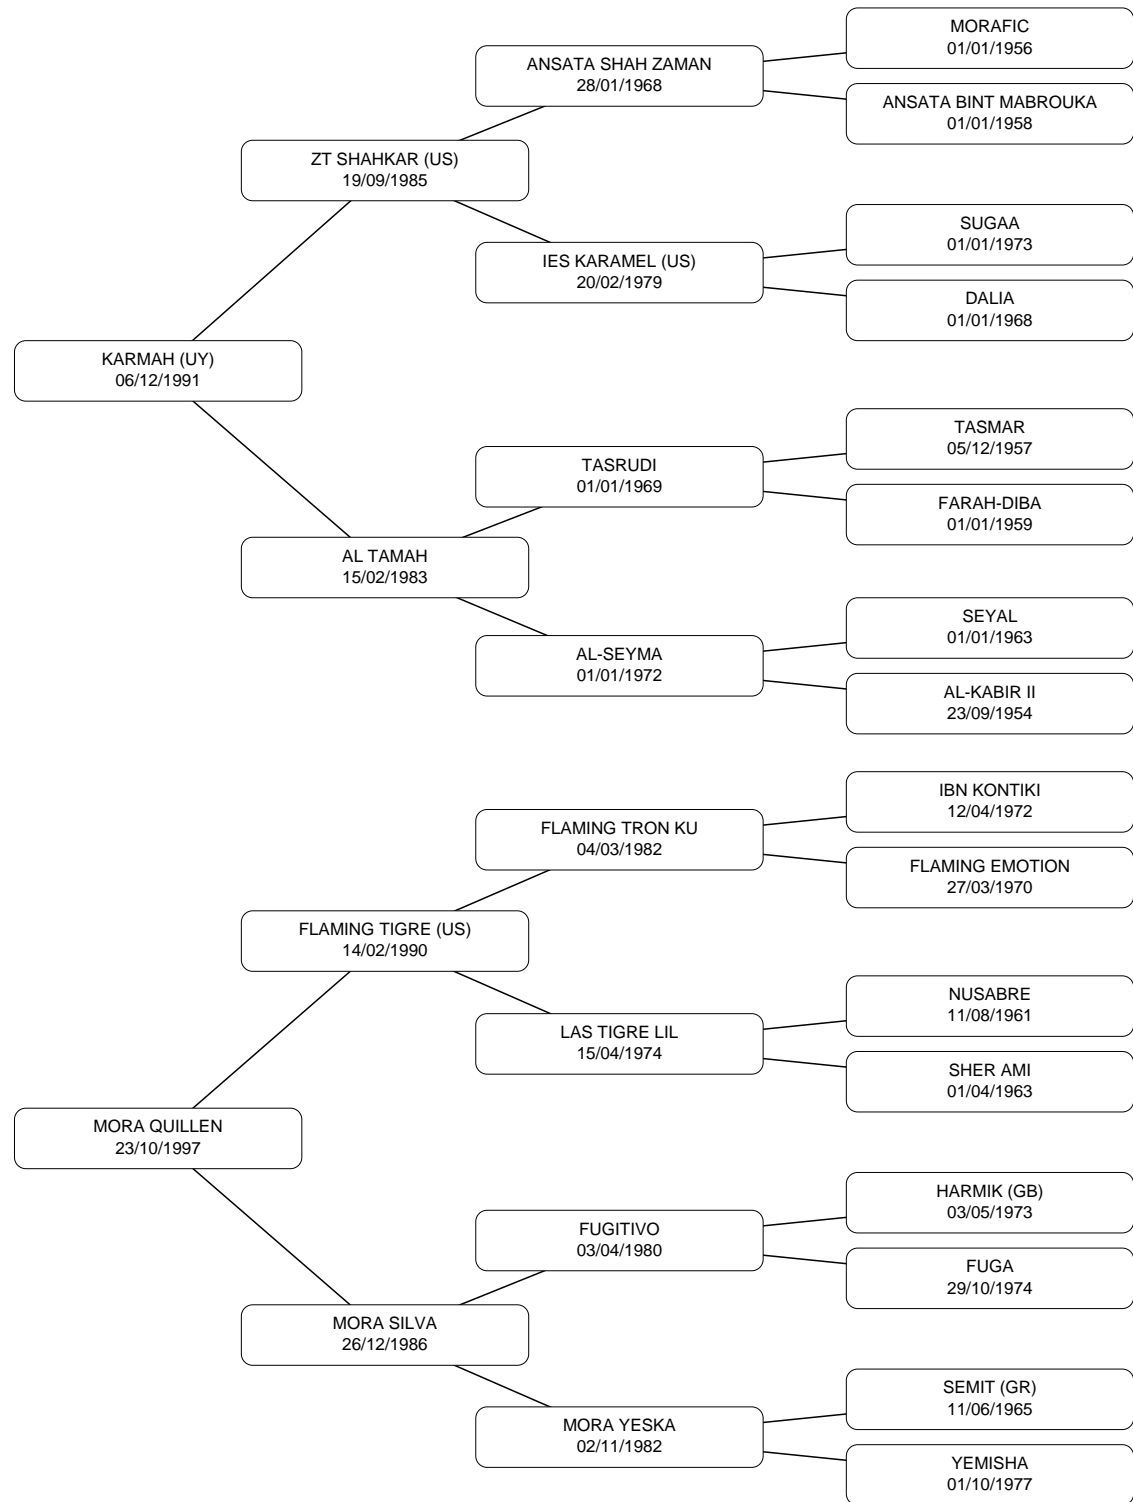 MORAFIC
01/01/1956
ANSATA SHAH ZAMAN
28/01/1968
ANSATA BINT MABROUKA
01/01/1958
ZT SHAHKAR (US)
19/09/1985
SUGAA
01/01/1973
IES KARAMEL (US)
20/02/1979
DALIA
01/01/1968
KARMAH (UY)
06/12/1991
TASMAR
05/12/1957
TASRUDI
01/01/1969
FARAH-DIBA
01/01/1959
AL TAMAH
15/02/1983
SEYAL
01/01/1963
AL-SEYMA
01/01/1972
AL-KABIR II
23/09/1954
IBN KONTIKI
12/04/1972
FLAMING TRON KU
04/03/1982
FLAMING EMOTION
27/03/1970
FLAMING TIGRE (US)
14/02/1990
NUSABRE
11/08/1961
LAS TIGRE LIL
15/04/1974
SHER AMI
01/04/1963
MORA QUILLEN
23/10/1997
HARMIK (GB)
03/05/1973
FUGITIVO
03/04/1980
FUGA
29/10/1974
MORA SILVA
26/12/1986
SEMIT (GR)
11/06/1965
MORA YESKA
02/11/1982
YEMISHA
01/10/1977